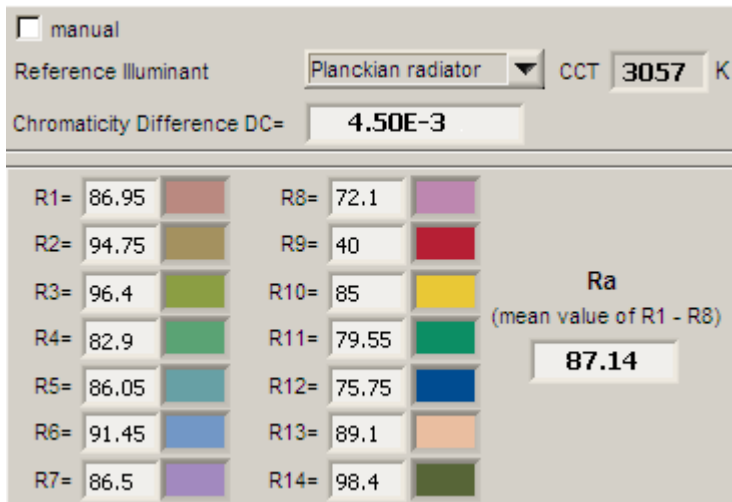 manual
Reference Illuminant Planckian radiator CCT 3057 K
Chromaticity Difference DC= 4.50E-3
R1= 86.95 R8= 72.1
R2= 94.75 R9= 40
R3= 96.4 R10= 85
R4= 82.9 R11= 79.55
R5= 86.05 R12= 75.75
R6= 91.45 R13= 89.1
R7= 86.5 R14= 98.4
Ra
(mean value of R1 - R8)
87.14